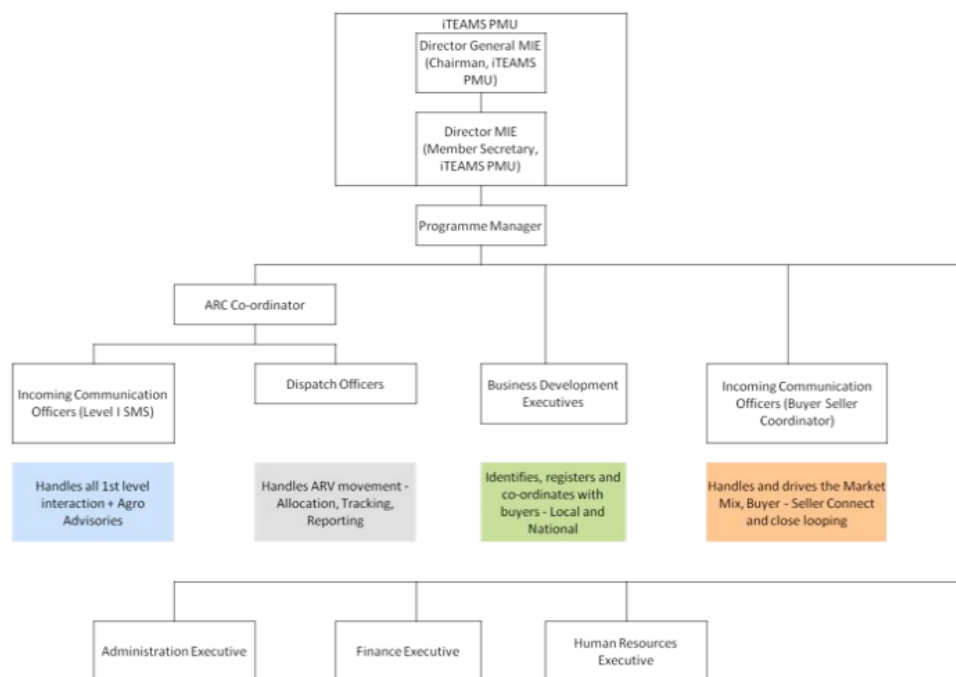 iTEAMS PMU
Director General MIE
(Chairman, iTEAMS
PMU)
Director MIE
(Member Secretary,
iTEAMS PMU)
Programme Manager
ARC Co-ordinator
Incoming Communication
Officers (Level I SMS)
Dispatch Officers
Business Development
Executives
Incoming Communication
Officers (Buyer Seller
Coordinator)
Handles all 1st level
interaction + Agro
Advisories
Handles ARV movement -
Allocation, Tracking,
Reporting
Identifies, registers and
co-ordinates with
buyers - Local and
National
Handles and drives the Market
Mix, Buyer - Seller Connect
and close looping
Administration Executive
Finance Executive
Human Resources
Executive